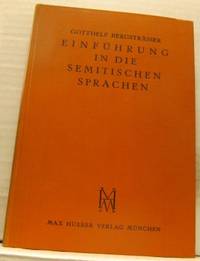 GOTTHELF BERGSTRÄSSER
EINFÜHRUNG
IN DIE
SEMITISCHEN
SPRACHEN
MAX HUEBER VERLAG MÜNCHEN